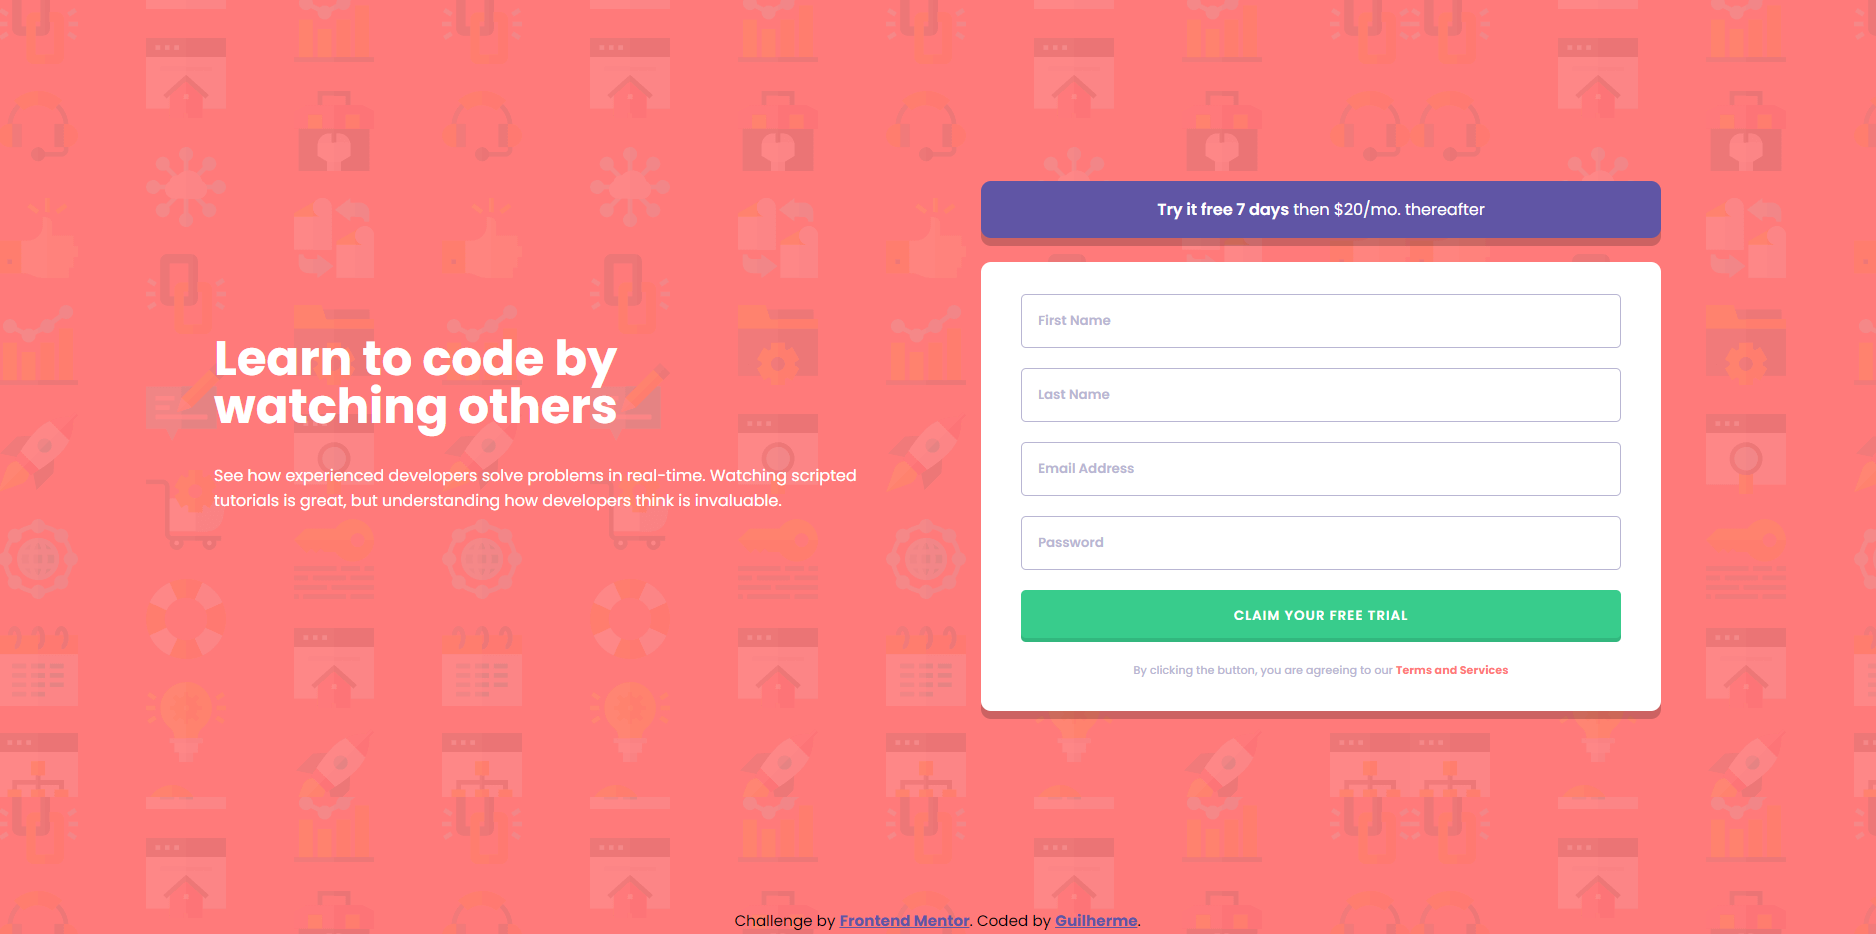 Learn to code by
watching others
See how experienced developers solve problems in real-time. Watching scripted
tutorials is great, but understanding how developers think is invaluable.
Try it free 7 days then $20/mo. thereafter
First Name
Last Name
Email Address
Password
CLAIM YOUR FREE TRIAL
By clicking the button, you are agreeing to our Terms and Services
Challenge by Frontend Mentor. Coded by Guilherme.